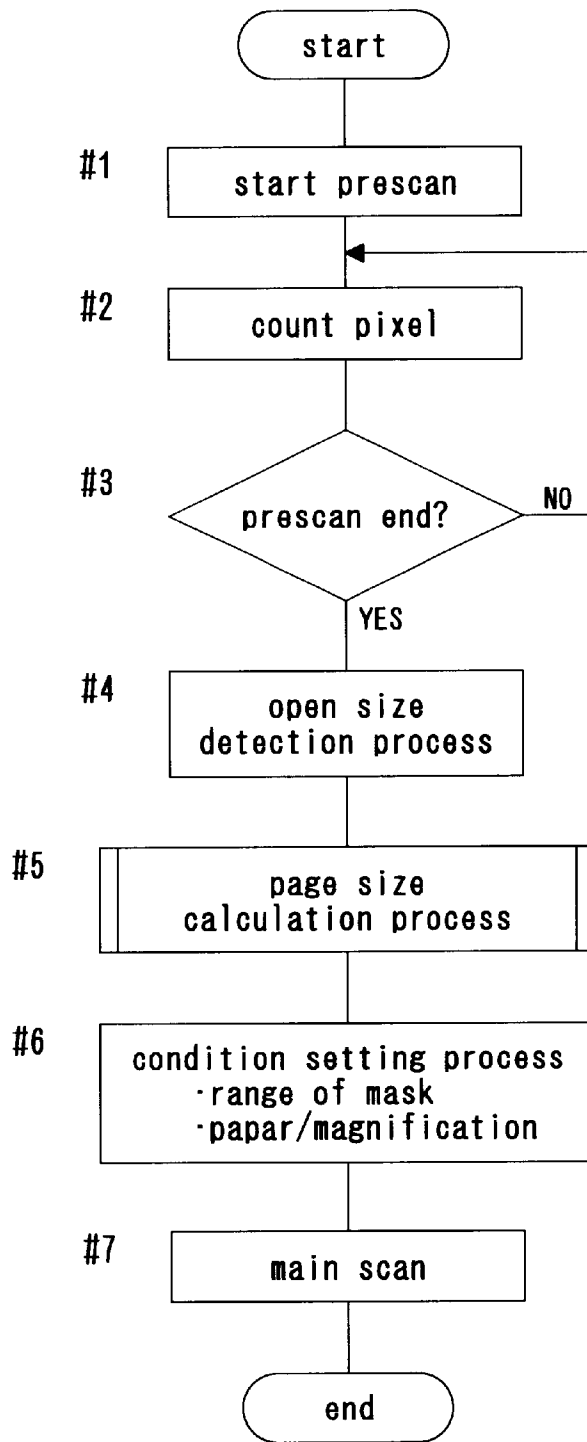 start
#1
start prescan
#2
count pixel
#3
prescan end?
NO
YES
#4
open size
detection process
#5
page size
calculation process
#6
condition setting process
·range of mask
·papar/magnification
#7
main scan
end